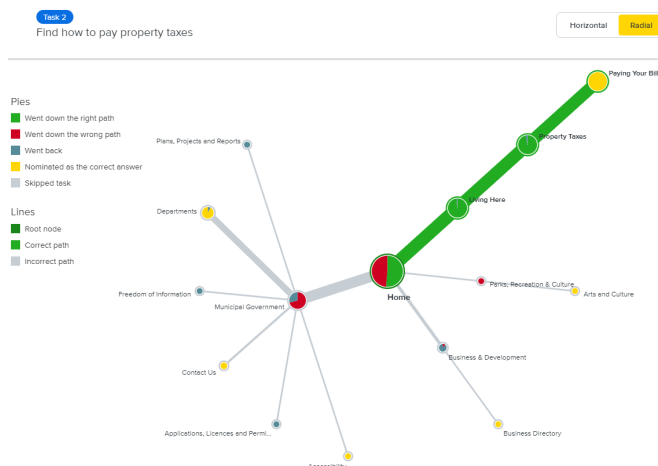 Task 2
Find how to pay property taxes
Horizontal
Radial
Pies
Went down the right path
Went down the wrong path
Went back
Nominated as the correct answer
Skipped task
Lines
Root node
Correct path
Incorrect path
Paying Your Bill
Property Taxes
Living Here
Home
Plans, Projects and Reports
Departments
Freedom of Information
Municipal Government
Contact Us
Applications, Licences and Permi...
Accessibility
Parks, Recreation & Culture
Arts and Culture
Business & Development
Business Directory